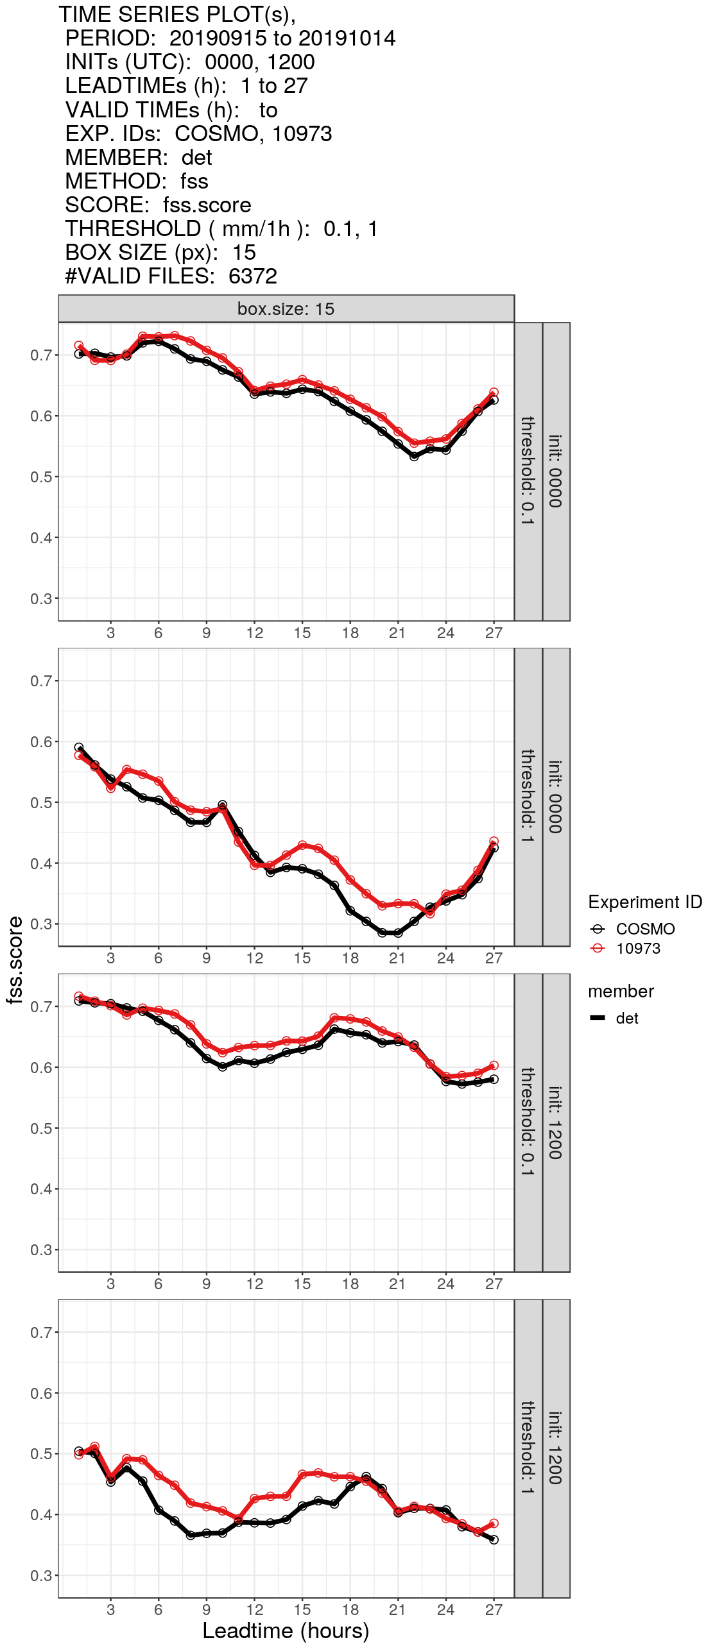 TIME SERIES PLOT(s),
PERIOD: 20190915 to 20191014
INITs (UTC): 0000, 1200
LEADTIMEs (h): 1 to 27
VALID TIMEs (h): to
EXP. IDs: COSMO, 10973
MEMBER: det
METHOD: fss
SCORE: fss.score
THRESHOLD ( mm/1h ): 0.1, 1
BOX SIZE (px): 15
#VALID FILES: 6372
box.size: 15
0.7
0.6
0.5
0.4
0.3
threshold: 0.1
init: 0000
3 6 9 12 15 18 21 24 27
0.7
0.6
0.5
0.4
0.3
threshold: 1
init: 0000
3 6 9 12 15 18 21 24 27
fss.score
Experiment ID
COSMO
10973
member
det
0.7
0.6
0.5
0.4
0.3
threshold: 0.1
init: 1200
3 6 9 12 15 18 21 24 27
0.7
0.6
0.5
0.4
0.3
threshold: 1
init: 1200
3 6 9 12 15 18 21 24 27
Leadtime (hours)